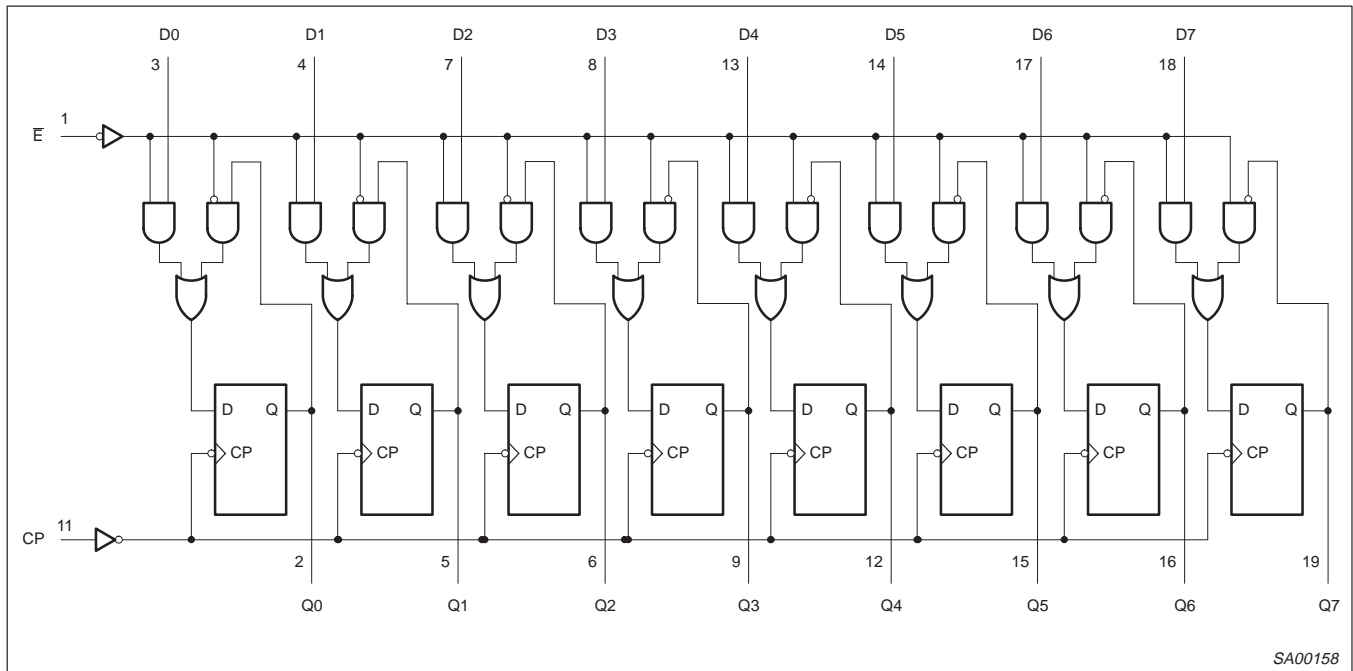 D0 D1 D2 D3 D4 D5 D6 D7
3 4 7 8 13 14 17 18
1
E̅
D Q D Q D Q D Q D Q D Q D Q D Q
CP CP CP CP CP CP CP CP
11
CP
2 5 6 9 12 15 16 19
Q0 Q1 Q2 Q3 Q4 Q5 Q6 Q7
SA00158